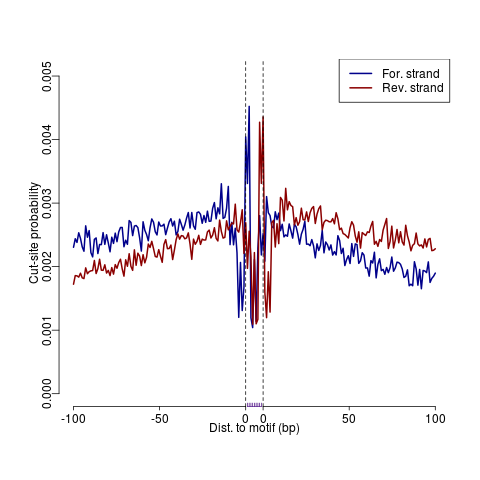 For. strand
Rev. strand
Cut-site probability
0.005
0.004
0.003
0.002
0.001
0.000
-100 -50 0 0 50 100
Dist. to motif (bp)